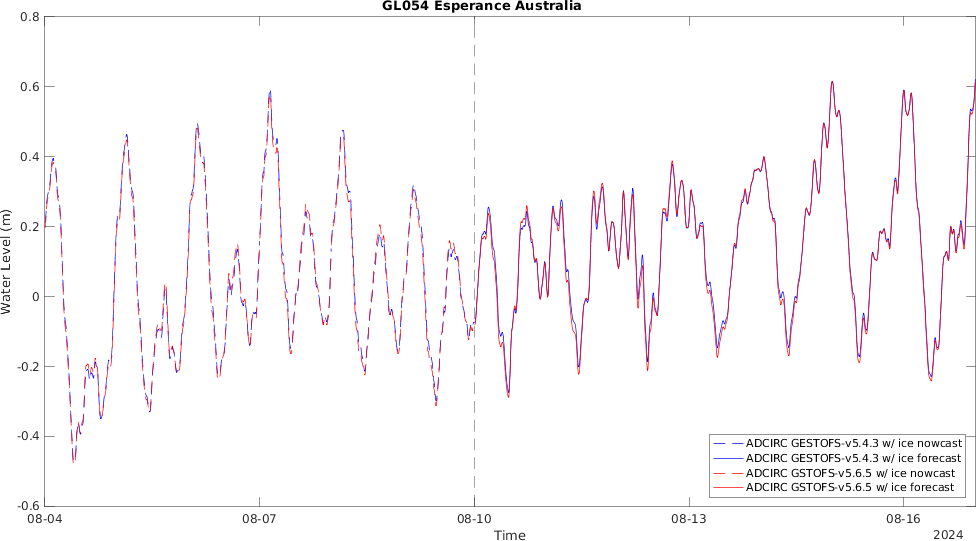 GL054 Esperance Australia
0.8
0.6
0.4
0.2
0
-0.2
-0.4
-0.6
Water Level (m)
ADCIRC GESTOFS-v5.4.3 w/ ice nowcast
ADCIRC GESTOFS-v5.4.3 w/ ice forecast
ADCIRC GSTOFS-v5.6.5 w/ ice nowcast
ADCIRC GSTOFS-v5.6.5 w/ ice forecast
08-04 08-07 08-10 08-13 08-16
Time
2024